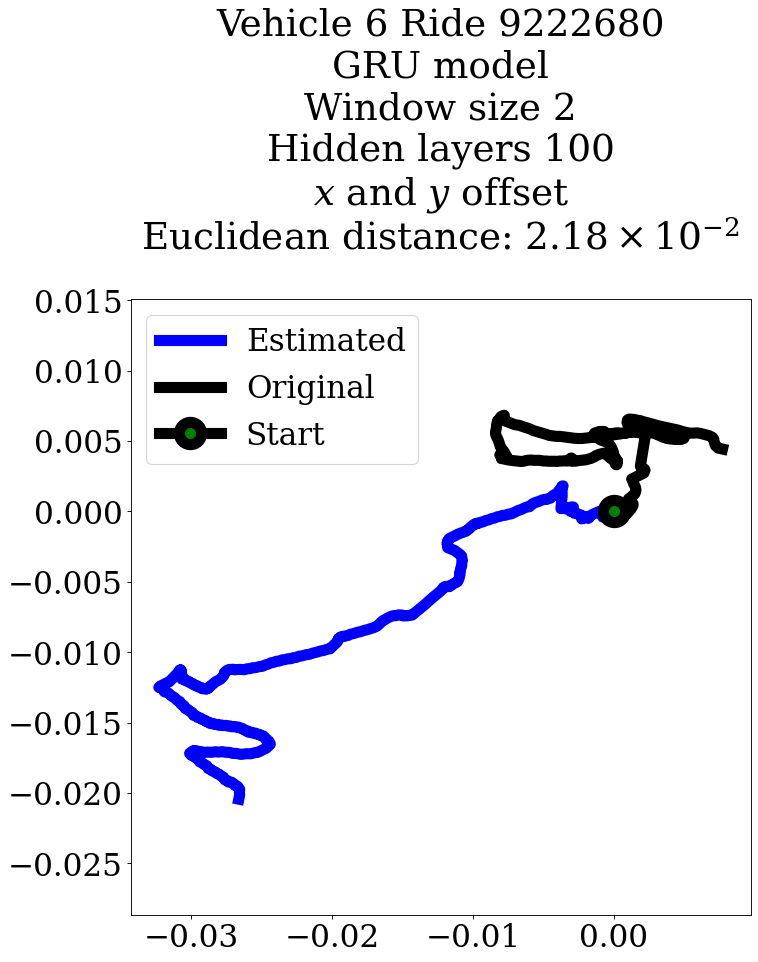 Vehicle 6 Ride 9222680
GRU model
Window size 2
Hidden layers 100
x and y offset
Euclidean distance: 2.18 × 10⁻²
0.015
0.010
0.005
0.000
−0.005
−0.010
−0.015
−0.020
−0.025
Estimated
Original
Start
−0.03 −0.02 −0.01 0.00